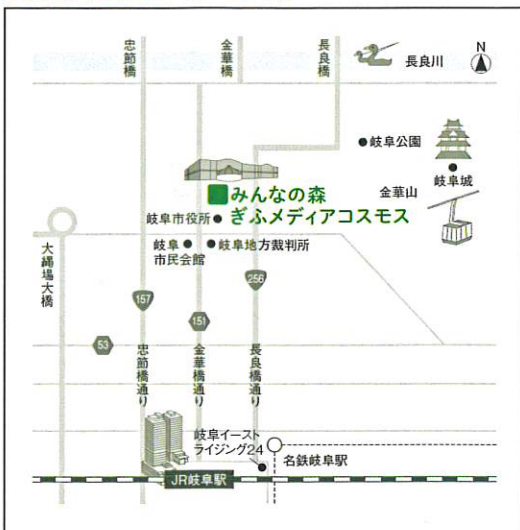 忠節橋
金華橋
長良橋
長良川
N
岐阜公園
岐阜城
金華山
みんなの森
ぎふメディアコスモス
岐阜市役所
岐阜
市民会館
岐阜地方裁判所
大縄場大橋
157
256
151
53
忠節橋通り
金華橋通り
長良橋通り
岐阜イースト
ライジング24
名鉄岐阜駅
JR岐阜駅